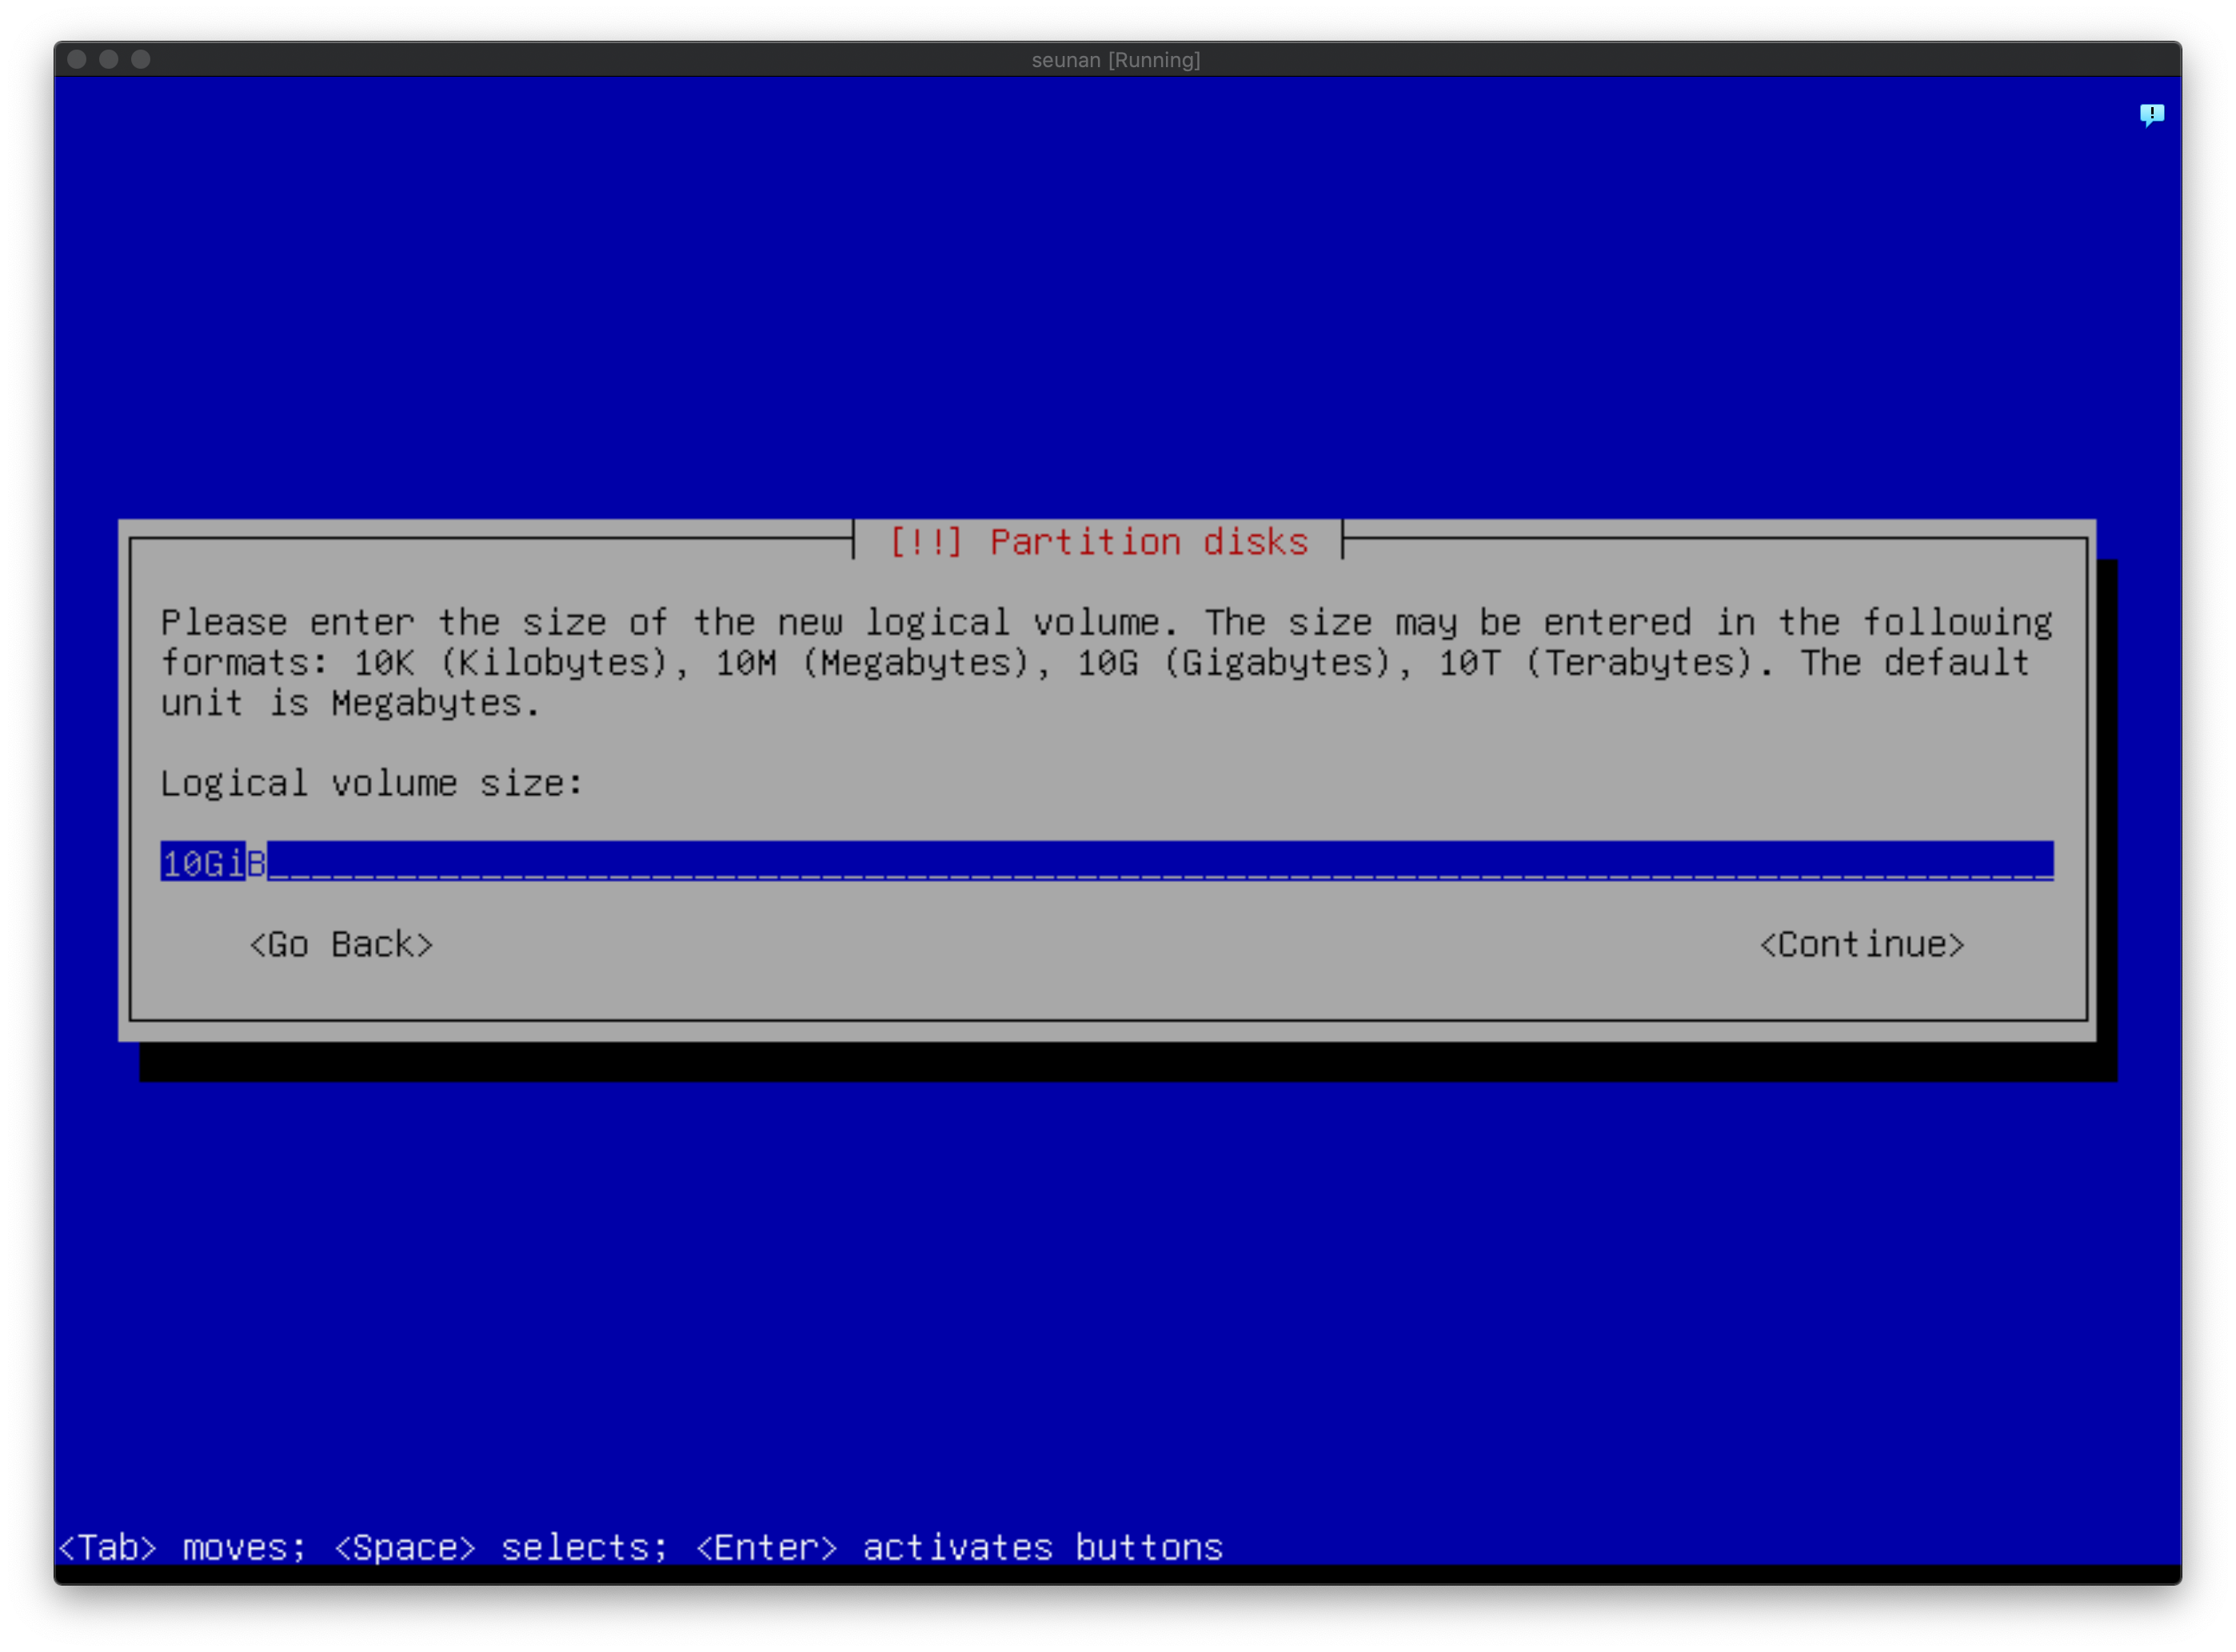 seunan [Running]
[!!] Partition disks
Please enter the size of the new logical volume. The size may be entered in the following
formats: 10K (Kilobytes), 10M (Megabytes), 10G (Gigabytes), 10T (Terabytes). The default
unit is Megabytes.
Logical volume size:
10GiB
<Go Back> <Continue>
<Tab> moves; <Space> selects; <Enter> activates buttons